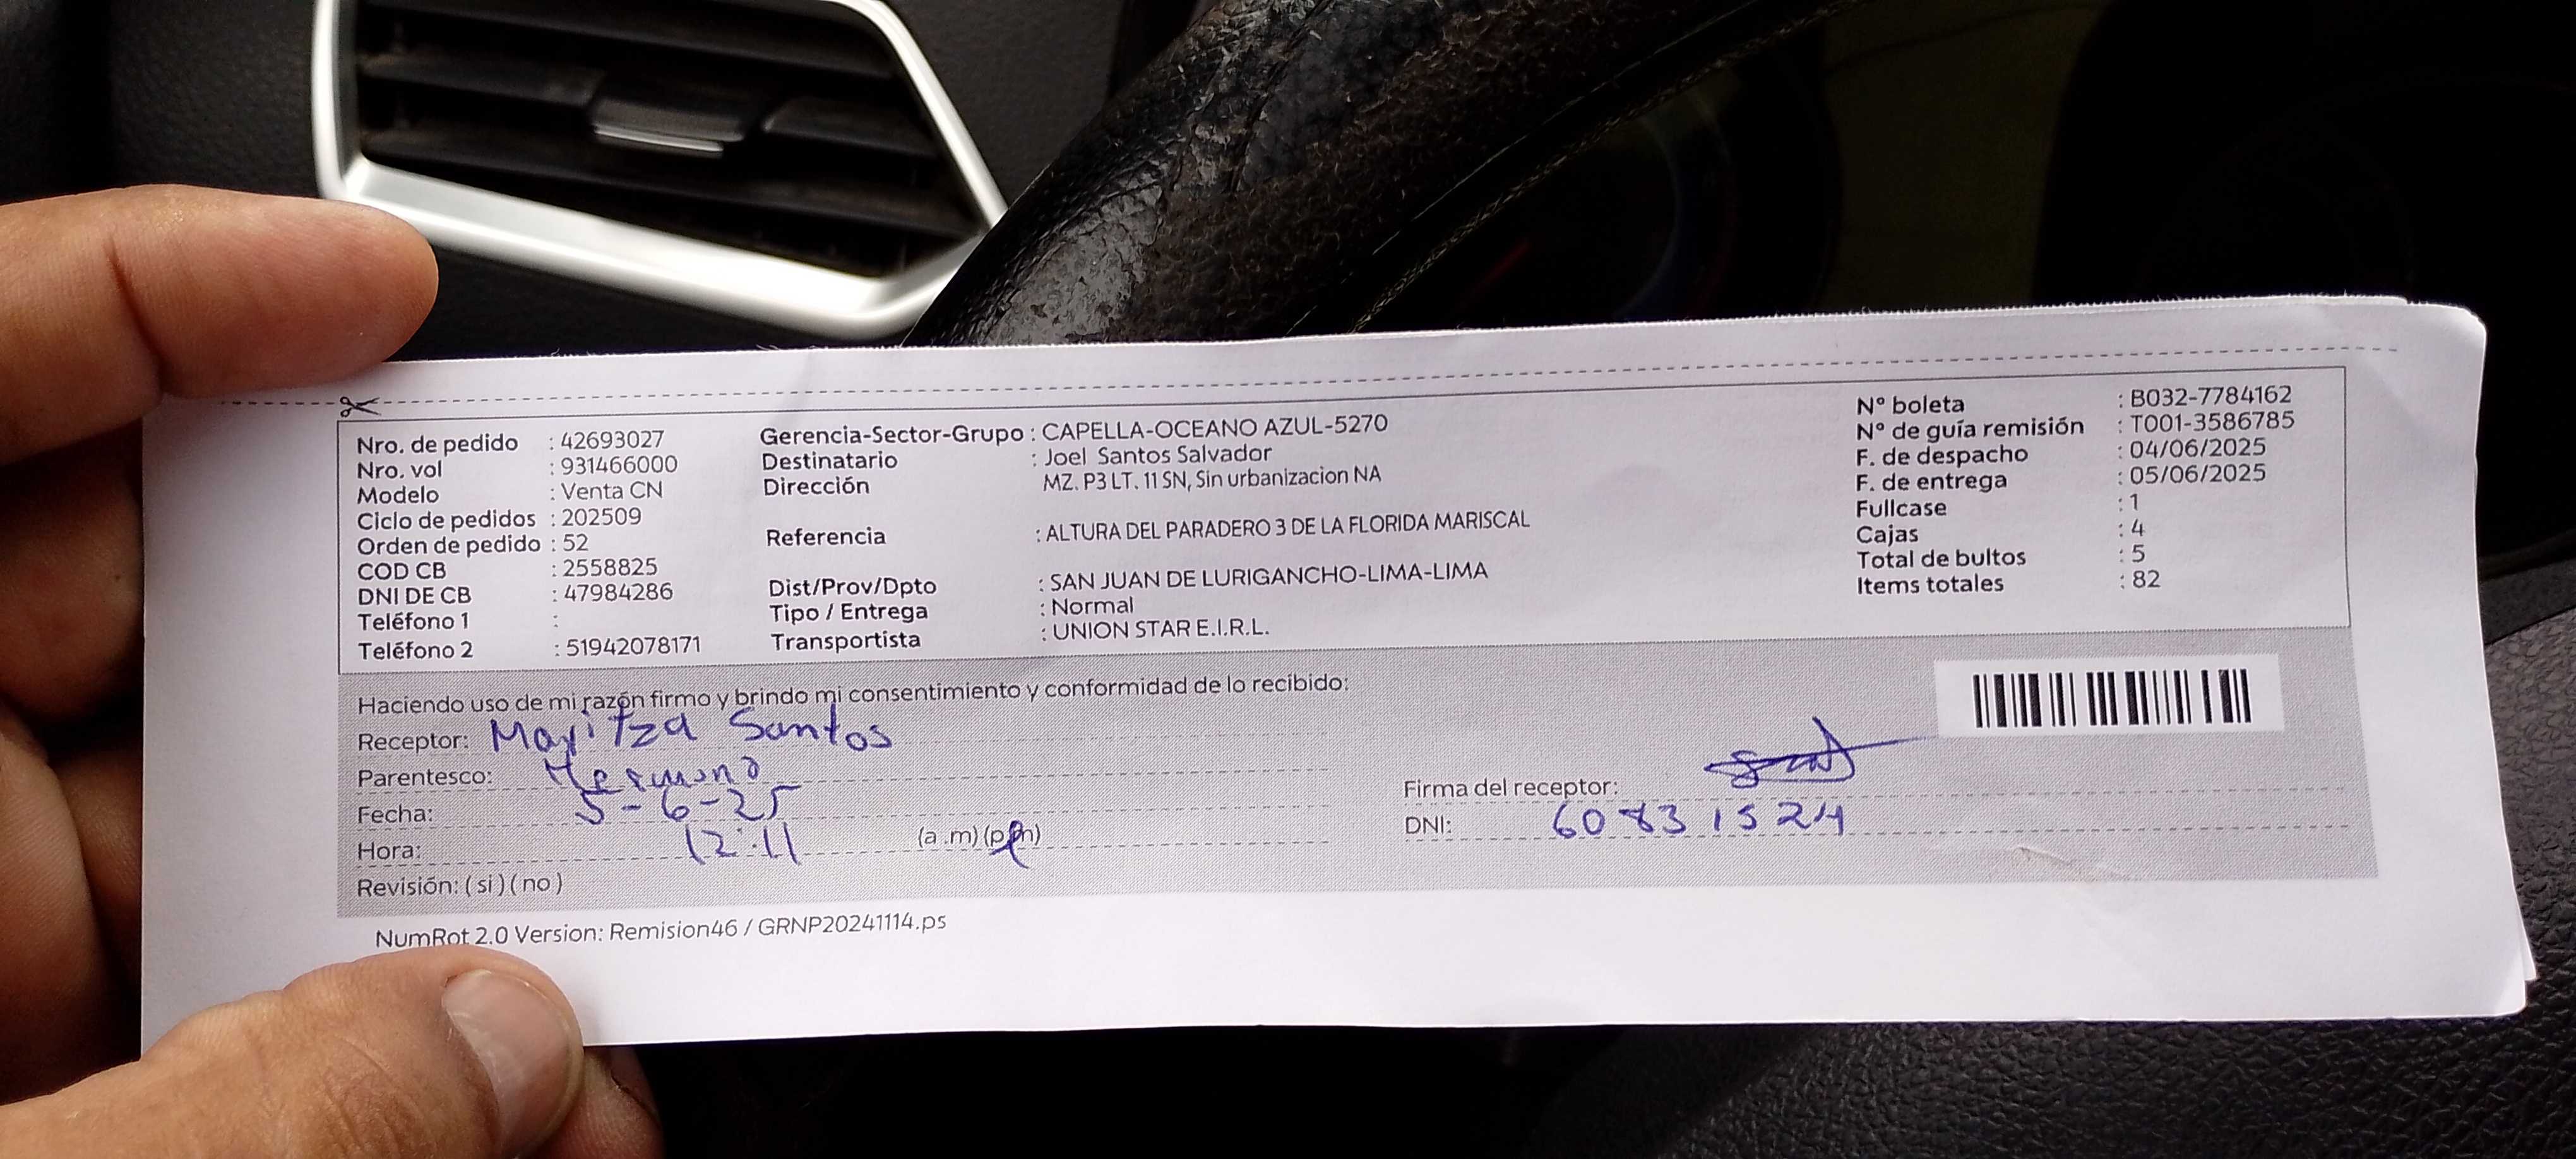 Nro. de pedido : 42693027
Nro. vol : 931466000
Modelo : Venta CN
Ciclo de pedidos : 202509
Orden de pedido : 52
COD CB : 2558825
DNI DE CB : 47984286
Teléfono 1 :
Teléfono 2 : 51942078171
Gerencia-Sector-Grupo : CAPELLA-OCEANO AZUL-5270
Destinatario : Joel Santos Salvador
Dirección MZ. P3 LT. 11 SN, Sin urbanizacion NA
Referencia : ALTURA DEL PARADERO 3 DE LA FLORIDA MARISCAL
Dist/Prov/Dpto : SAN JUAN DE LURIGANCHO-LIMA-LIMA
Tipo / Entrega : Normal
Transportista : UNION STAR E.I.R.L.
N° boleta : B032-7784162
N° de guía remisión : T001-3586785
F. de despacho : 04/06/2025
F. de entrega : 05/06/2025
Fullcase : 1
Cajas : 4
Total de bultos : 5
Items totales : 82
Haciendo uso de mi razón firmo y brindo mi consentimiento y conformidad de lo recibido:
Receptor: Maritza Santos
Parentesco: Hermana
Fecha: 5-6-25
Hora: 12:11 (a.m) (pm)
Revisión: ( si ) ( no )
Firma del receptor:
DNI: 60831524
NumRot 2.0 Version: Remision46 / GRNP20241114.ps